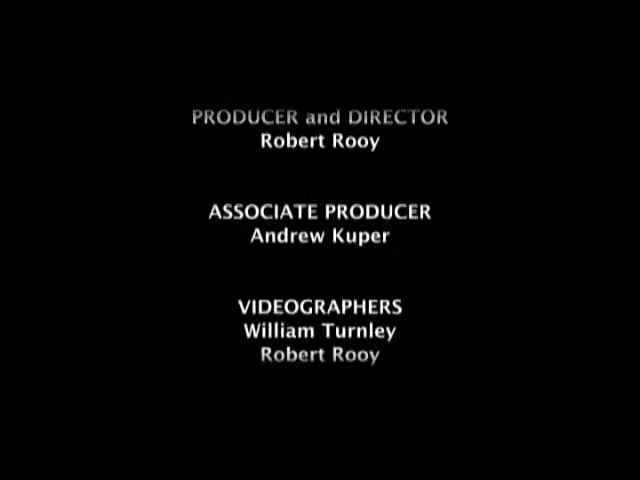 PRODUCER and DIRECTOR
Robert Rooy
ASSOCIATE PRODUCER
Andrew Kuper
VIDEOGRAPHERS
William Turnley
Robert Rooy